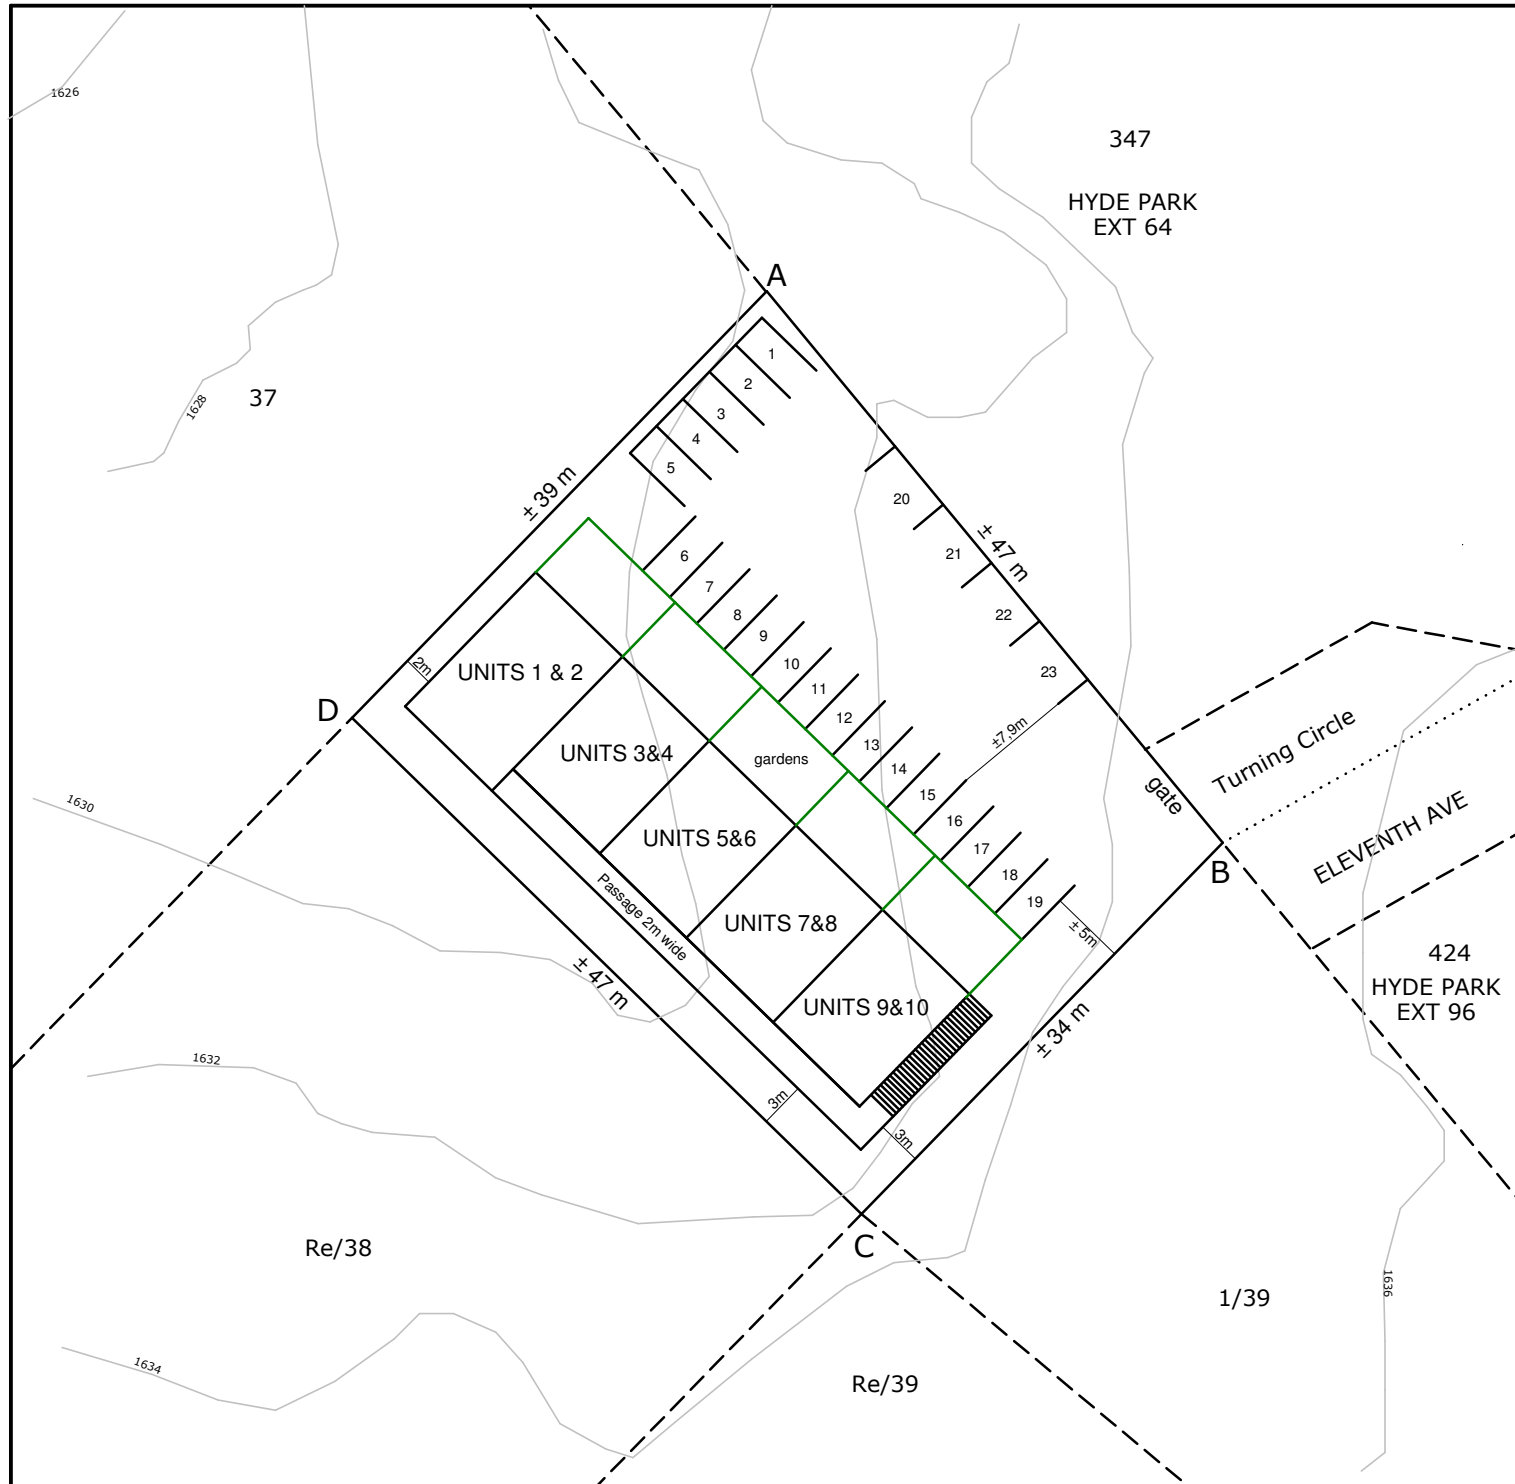 1626
347
HYDE PARK
EXT 64
A
1
2
3
4
5
37
1628
± 39 m
20
21
22
23
± 47 m
6
7
8
9
10
11
12
13
14
15
16
17
18
19
2m
UNITS 1 & 2
D
UNITS 3&4
gardens
±7,9m
Turning Circle
gate
ELEVENTH AVE
B
1630
UNITS 5&6
Passage 2m wide
UNITS 7&8
± 5m
424
HYDE PARK
EXT 96
± 47 m
UNITS 9&10
± 34 m
1632
3m
3m
C
Re/38
1/39
1636
1634
Re/39